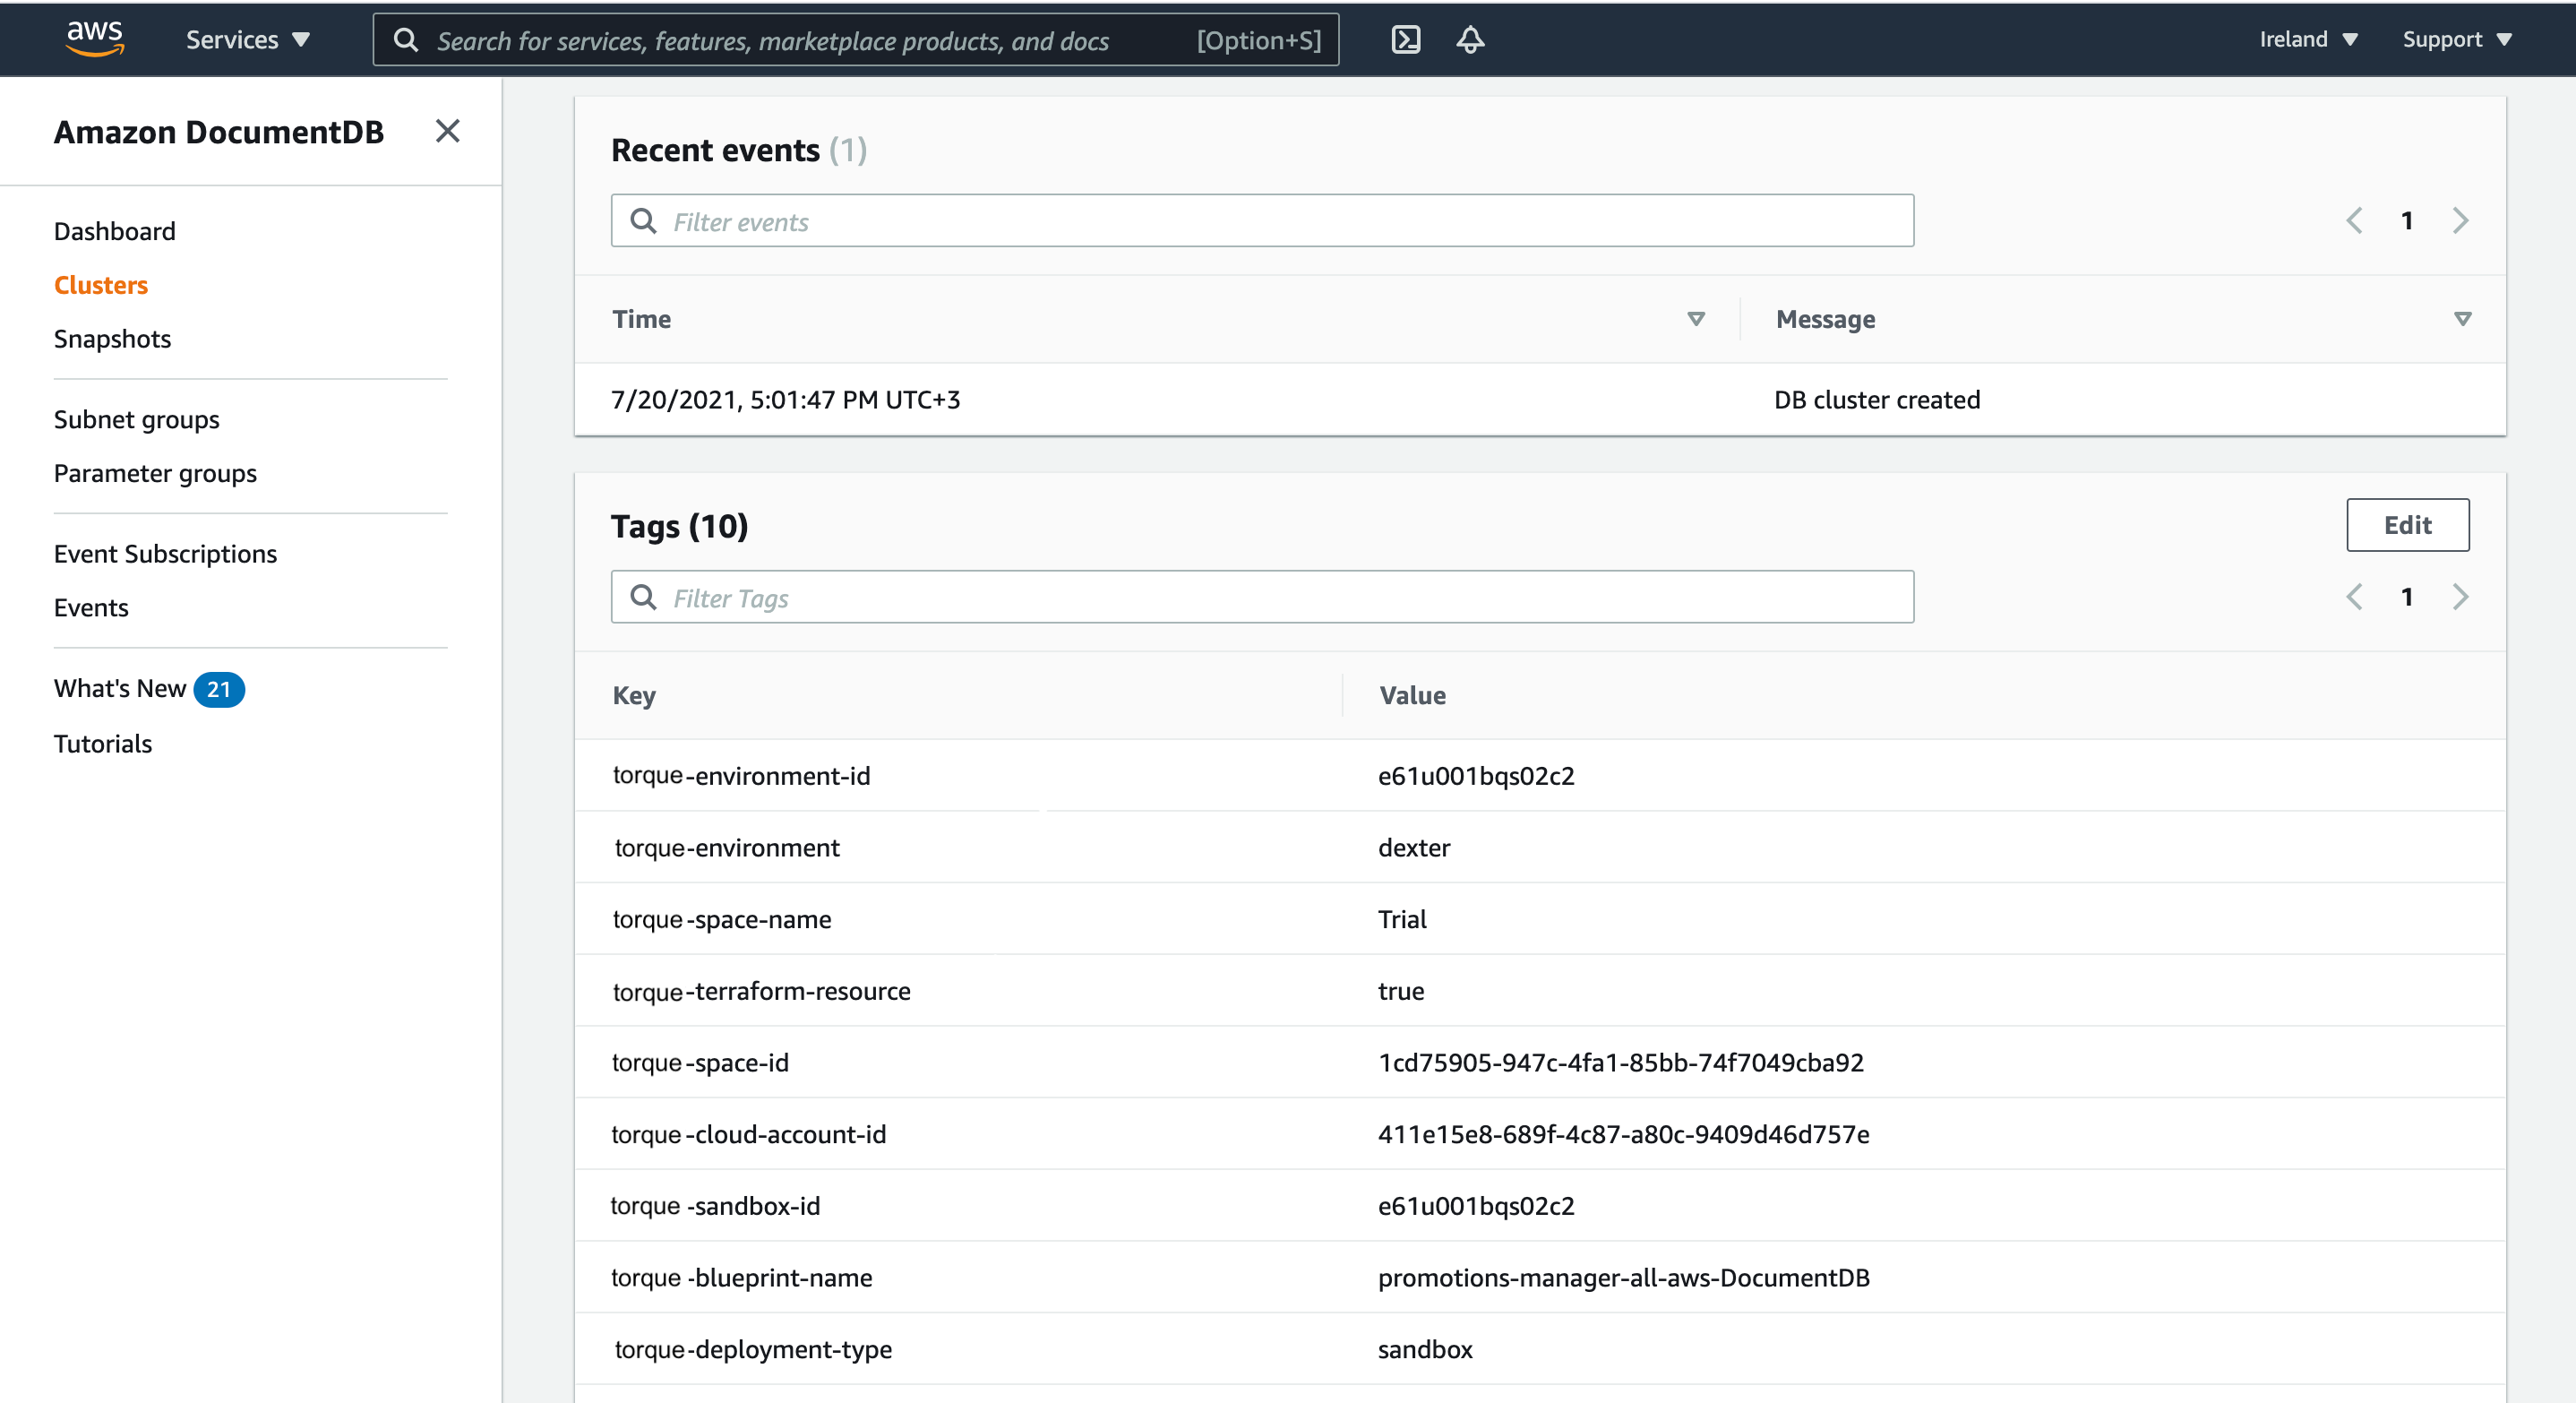 aws Services Search for services, features, marketplace products, and docs [Option+S] Ireland Support
Amazon DocumentDB
Dashboard
Clusters
Snapshots
Subnet groups
Parameter groups
Event Subscriptions
Events
What's New 21
Tutorials
Recent events (1)
Filter events 1
Time Message
7/20/2021, 5:01:47 PM UTC+3 DB cluster created
Tags (10) Edit
Filter Tags 1
Key Value
torque-environment-id e61u001bqs02c2
torque-environment dexter
torque-space-name Trial
torque-terraform-resource true
torque-space-id 1cd75905-947c-4fa1-85bb-74f7049cba92
torque-cloud-account-id 411e15e8-689f-4c87-a80c-9409d46d757e
torque -sandbox-id e61u001bqs02c2
torque -blueprint-name promotions-manager-all-aws-DocumentDB
torque-deployment-type sandbox